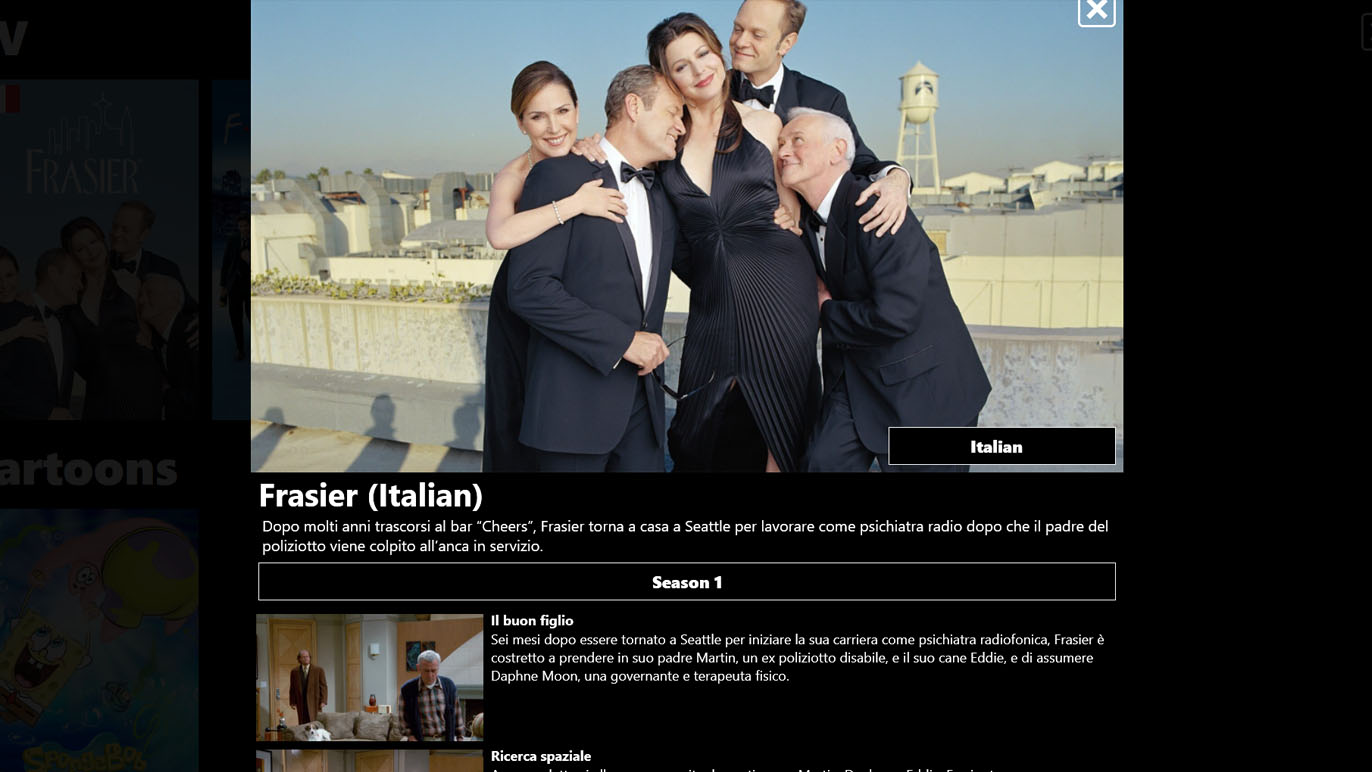 v
FRASIER
F
artoons
SpongeBob
Italian
Frasier (Italian)
Dopo molti anni trascorsi al bar “Cheers”, Frasier torna a casa a Seattle per lavorare come psichiatra radio dopo che il padre del
poliziotto viene colpito all’anca in servizio.
Season 1
Il buon figlio
Sei mesi dopo essere tornato a Seattle per iniziare la sua carriera come psichiatra radiofonica, Frasier è
costretto a prendere in suo padre Martin, un ex poliziotto disabile, e il suo cane Eddie, e di assumere
Daphne Moon, una governante e terapeuta fisico.
Ricerca spaziale